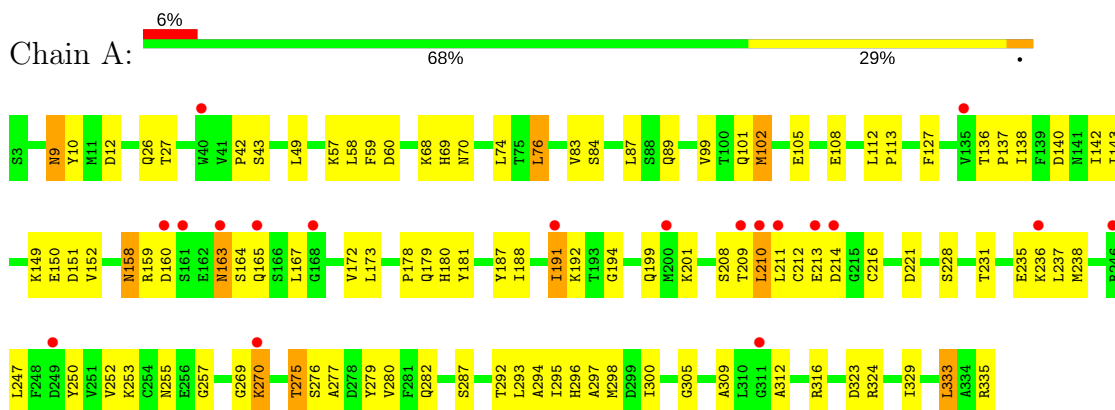 6%
Chain A:
68% 29% •
S3 N9 Y10 M11 D12 Q26 T27 W40 V41 P42 S43 L49 K57 L58 F59 D60 K68 H69 N70 L74 T75 L76 V83 S84 L87 S88 Q89 V99 T100 Q101 M102 E105 E108 L112 P113 F127 V135 T136 P137 I138 F139 D140 N141 I142
K149 E150 D151 V152 N158 R159 D160 S161 E162 N163 S164 Q165 S166 L167 G168 V172 L173 P178 Q179 H180 Y181 Y187 I188 I191 K192 T193 G194 Q199 M200 K201 S208 T209 L210 L211 C212 E213 D214 G215 C216 D221 S228 T231 E235 K236 L237 M238
L247 F248 D249 Y250 V251 V252 K253 C254 N255 E256 G257 G269 K270 T275 S276 A277 D278 Y279 V280 F281 Q282 S287 T292 L293 A294 I295 H296 A297 M298 D299 I300 G305 A309 L310 G311 A312 R316 D323 R324 I329 L333 A334 R335